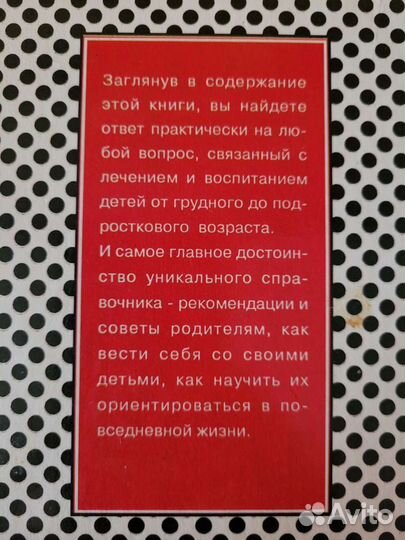 Заглянув в содержание
этой книги, вы найдете
ответ практически на лю-
бой вопрос, связанный с
лечением и воспитанием
детей от грудного до под-
росткового возраста.
И самое главное достоин-
ство уникального спра-
вочника - рекомендации и
советы родителям, как
вести себя со своими
детьми, как научить их
ориентироваться в по-
вседневной жизни.
Avito